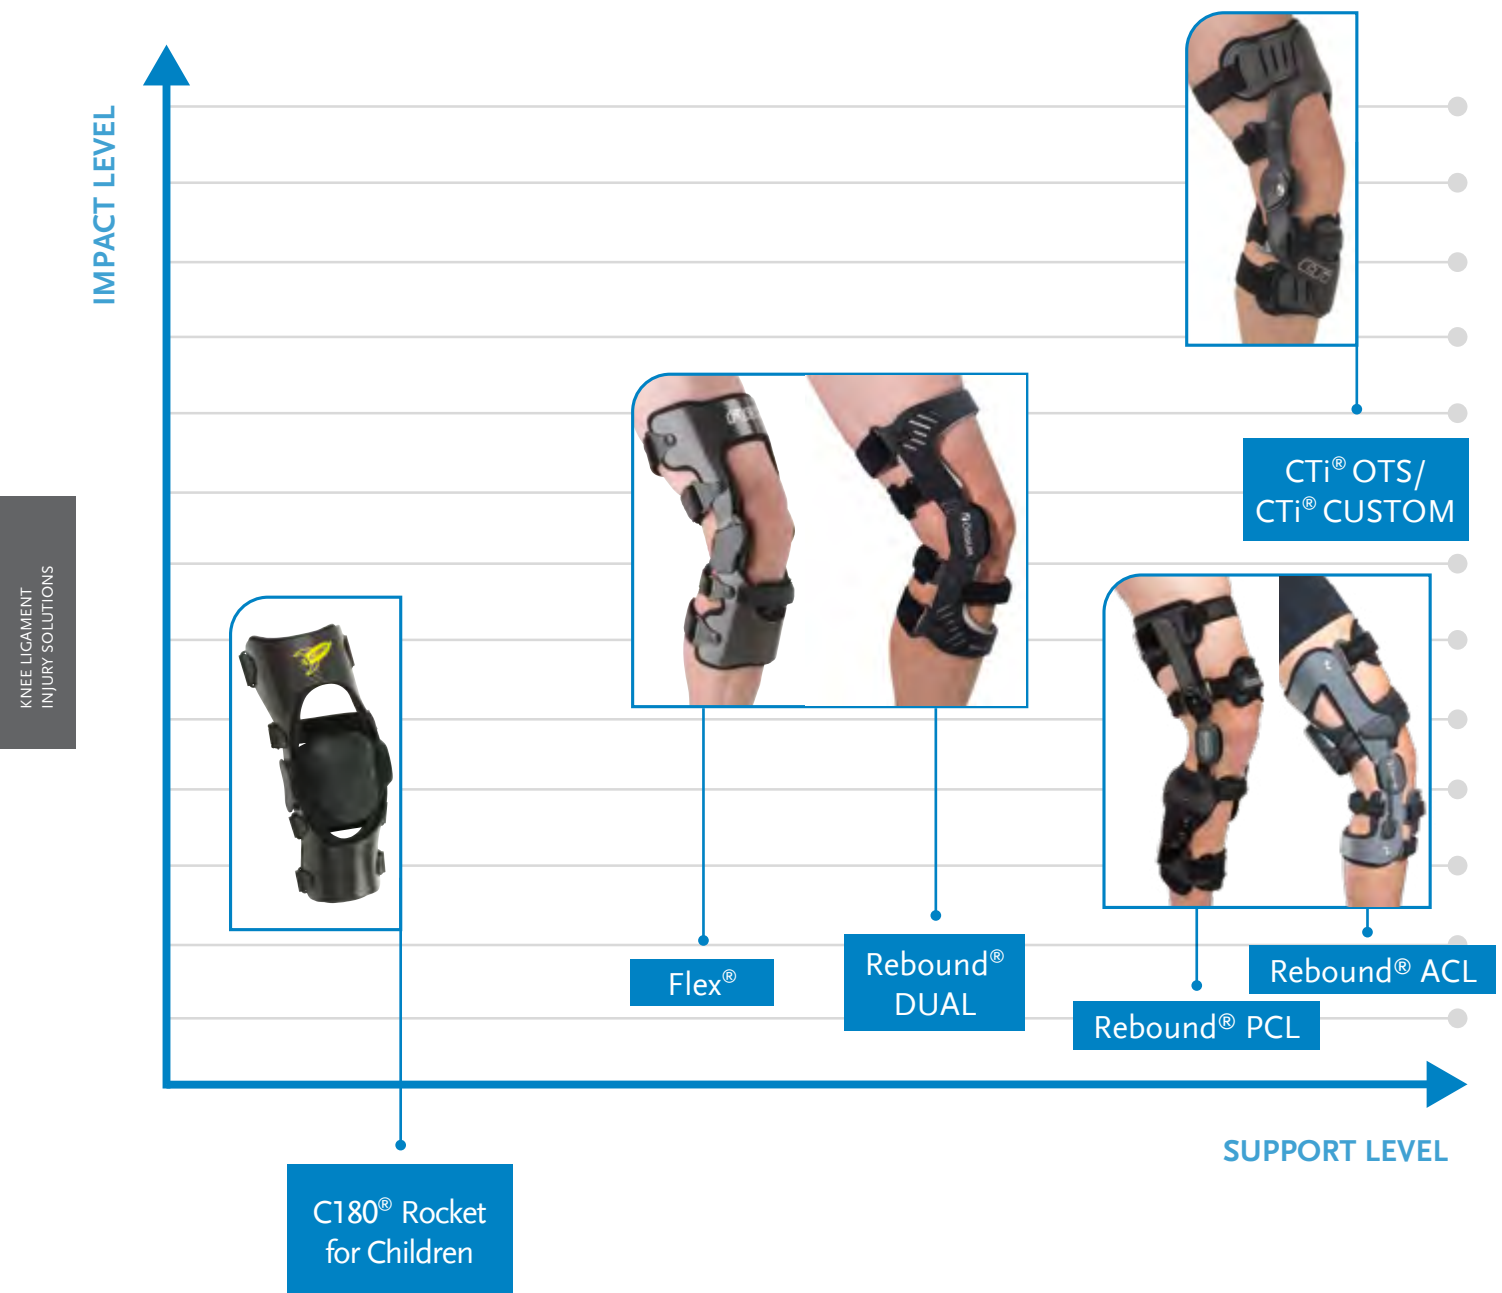 IMPACT LEVEL
KNEE LIGAMENT
INJURY SOLUTIONS
CTi® OTS/
CTi® CUSTOM
Flex®
Rebound®
DUAL
Rebound® ACL
Rebound® PCL
SUPPORT LEVEL
C180® Rocket
for Children